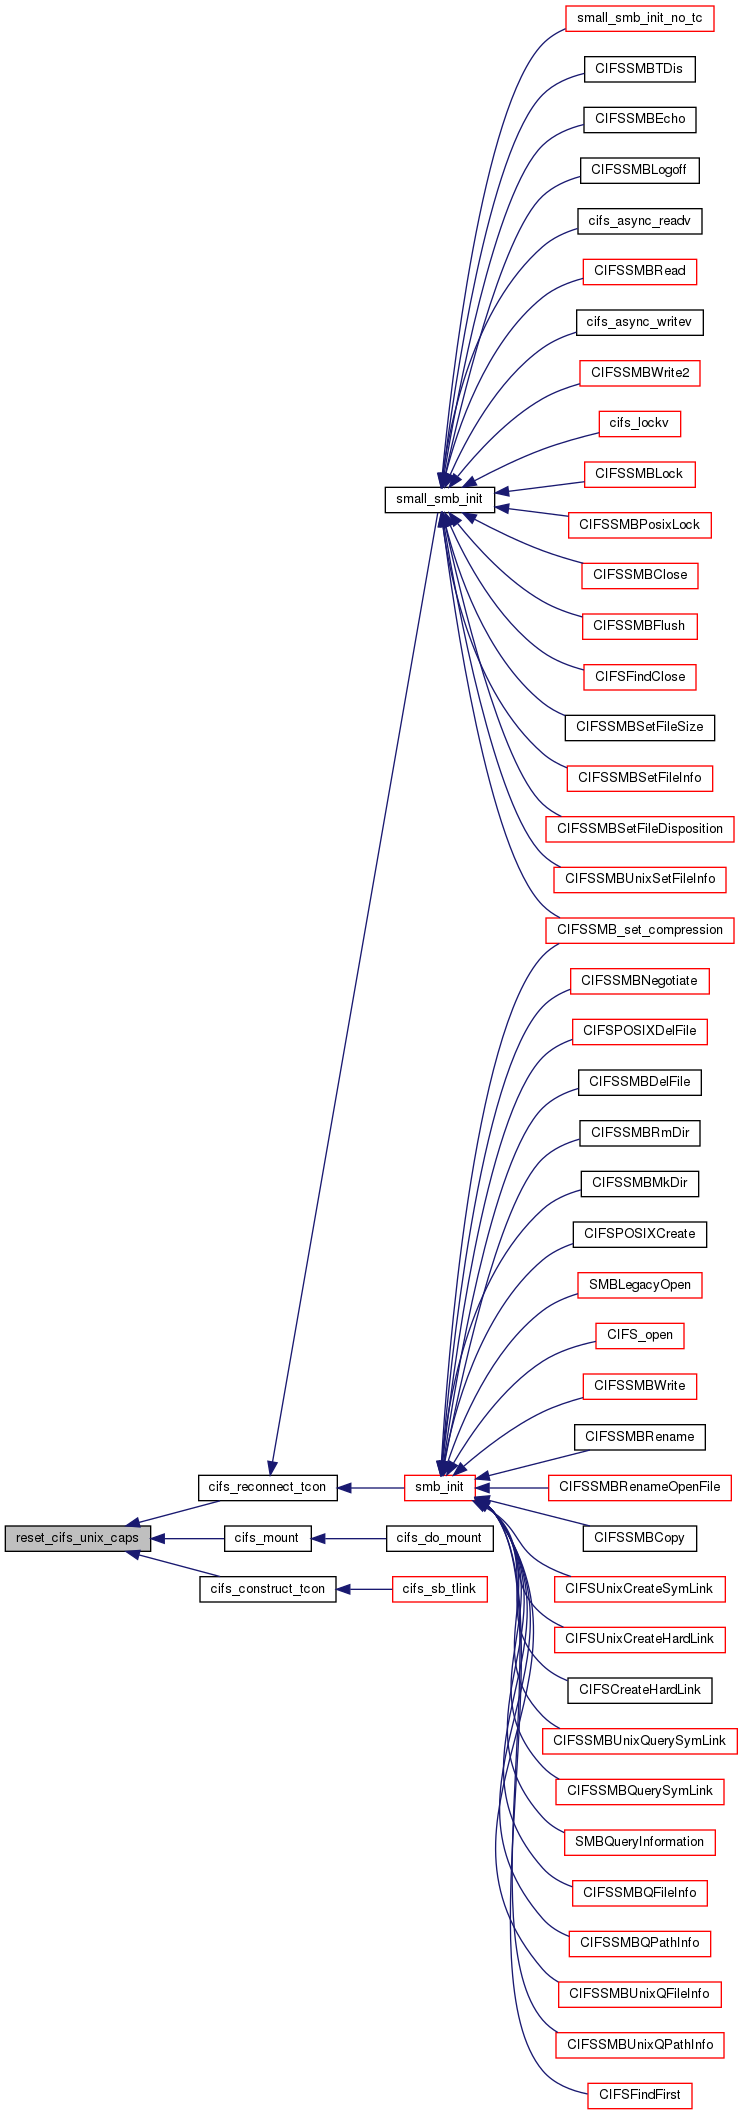 small_smb_init_no_tc
CIFSSMBTDis
CIFSSMBEcho
CIFSSMBLogoff
cifs_async_readv
CIFSSMBRead
cifs_async_writev
CIFSSMBWrite2
cifs_lockv
CIFSSMBLock
small_smb_init
CIFSSMBPosixLock
CIFSSMBClose
CIFSSMBFlush
CIFSFindClose
CIFSSMBSetFileSize
CIFSSMBSetFileInfo
CIFSSMBSetFileDisposition
CIFSSMBUnixSetFileInfo
CIFSSMB_set_compression
CIFSSMBNegotiate
CIFSPOSIXDelFile
CIFSSMBDelFile
CIFSSMBRmDir
CIFSSMBMkDir
CIFSPOSIXCreate
SMBLegacyOpen
CIFS_open
CIFSSMBWrite
CIFSSMBRename
cifs_reconnect_tcon
smb_init
CIFSSMBRenameOpenFile
reset_cifs_unix_caps
cifs_mount
cifs_do_mount
CIFSSMBCopy
cifs_construct_tcon
cifs_sb_tlink
CIFSUnixCreateSymLink
CIFSUnixCreateHardLink
CIFSCreateHardLink
CIFSSMBUnixQuerySymLink
CIFSSMBQuerySymLink
SMBQueryInformation
CIFSSMBQFileInfo
CIFSSMBQPathInfo
CIFSSMBUnixQFileInfo
CIFSSMBUnixQPathInfo
CIFSFindFirst